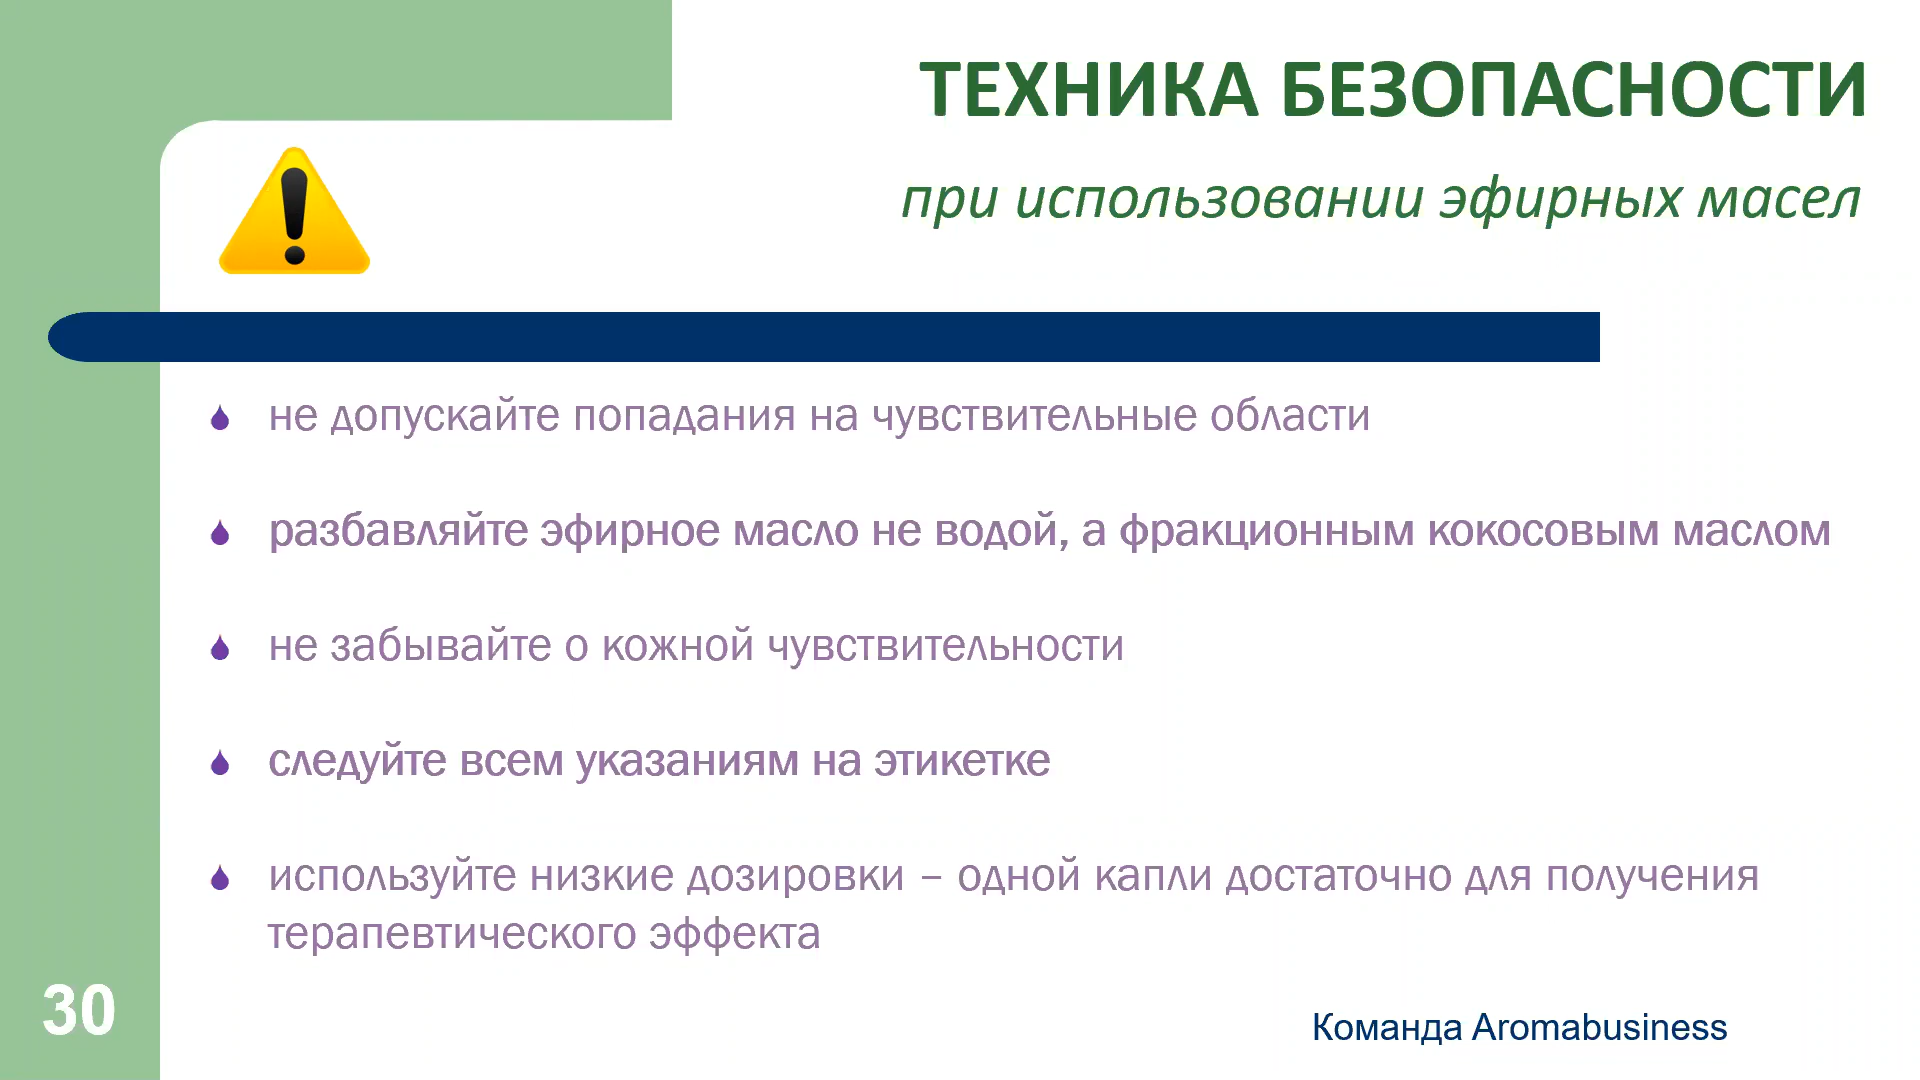 ТЕХНИКА БЕЗОПАСНОСТИ
при использовании эфирных масел
не допускайте попадания на чувствительные области
разбавляйте эфирное масло не водой, а фракционным кокосовым маслом
не забывайте о кожной чувствительности
следуйте всем указаниям на этикетке
используйте низкие дозировки – одной капли достаточно для получения
терапевтического эффекта
30
Команда Aromabusiness